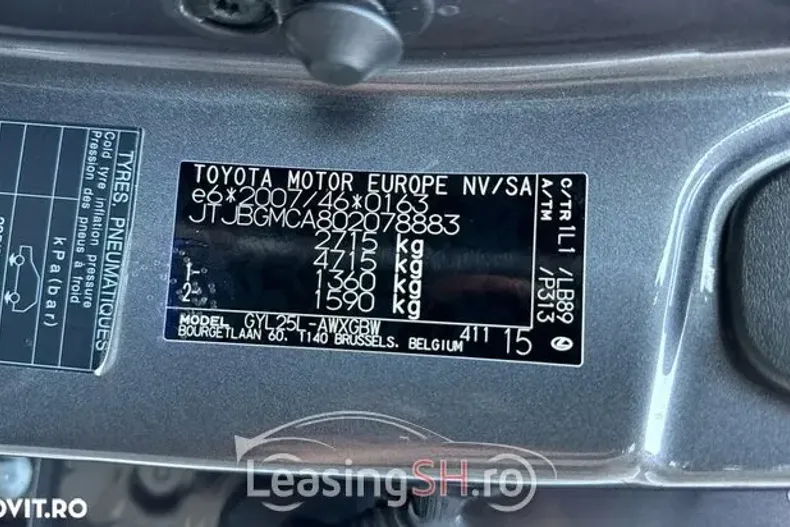 TYRES, PNEUMATIQUES
Cold tyre inflation pressure
Pression des pneus à froid
kPa(bar)
TOYOTA MOTOR EUROPE NV/SA
e6*2007/46*0163
JTJBGMCA802078883
2715 kg
4715 kg
1- 1360 kg
2- 1590 kg
MODEL GYL25L-AWXGBW
BOURGETLAAN 60, 1140 BRUSSELS, BELGIUM
411 15
C/TR 1L1 /LB89
A/TM /P313
LeasingSH.ro
OVIT.RO